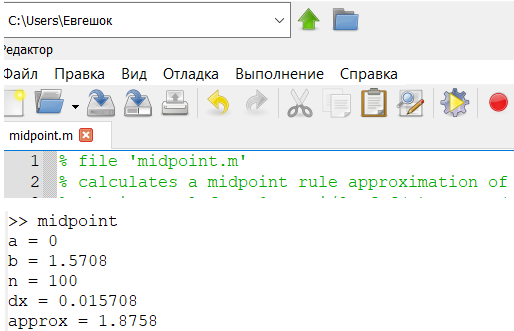 C:\Users\Евгешок
Редактор
Файл Правка Вид Отладка Выполнение Справка
midpoint.m
1 % file 'midpoint.m'
2 % calculates a midpoint rule approximation of
>> midpoint
a = 0
b = 1.5708
n = 100
dx = 0.015708
approx = 1.8758